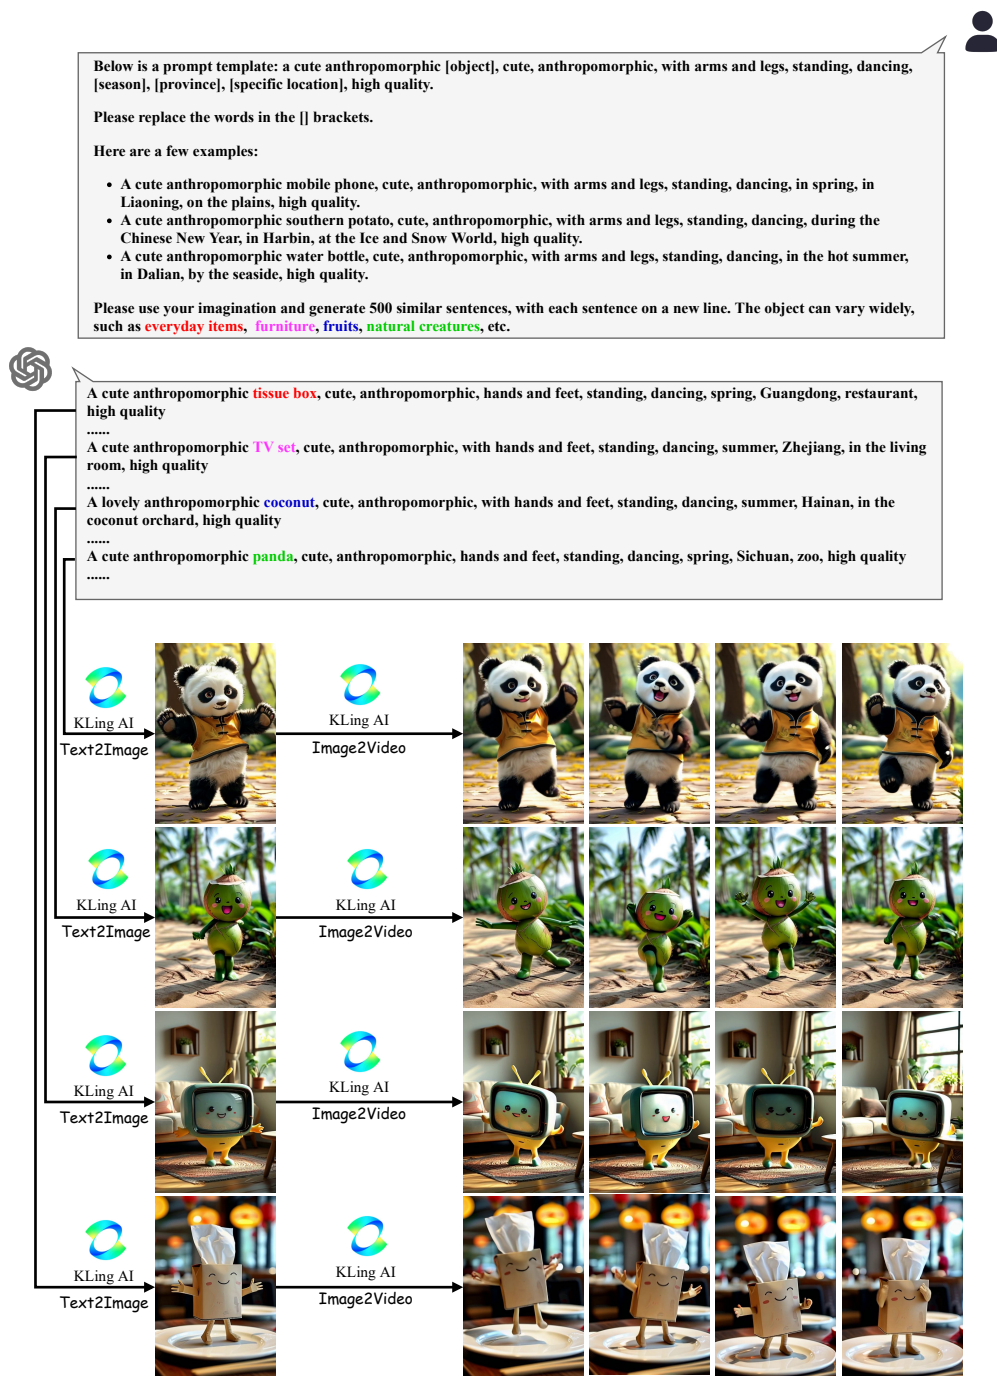 Below is a prompt template: a cute anthropomorphic [object], cute, anthropomorphic, with arms and legs, standing, dancing,
[season], [province], [specific location], high quality.
Please replace the words in the [] brackets.
Here are a few examples:
• A cute anthropomorphic mobile phone, cute, anthropomorphic, with arms and legs, standing, dancing, in spring, in
Liaoning, on the plains, high quality.
• A cute anthropomorphic southern potato, cute, anthropomorphic, with arms and legs, standing, dancing, during the
Chinese New Year, in Harbin, at the Ice and Snow World, high quality.
• A cute anthropomorphic water bottle, cute, anthropomorphic, with arms and legs, standing, dancing, in the hot summer,
in Dalian, by the seaside, high quality.
Please use your imagination and generate 500 similar sentences, with each sentence on a new line. The object can vary widely,
such as everyday items, furniture, fruits, natural creatures, etc.
A cute anthropomorphic tissue box, cute, anthropomorphic, hands and feet, standing, dancing, spring, Guangdong, restaurant,
high quality
......
A cute anthropomorphic TV set, cute, anthropomorphic, with hands and feet, standing, dancing, summer, Zhejiang, in the living
room, high quality
......
A lovely anthropomorphic coconut, cute, anthropomorphic, with hands and feet, standing, dancing, summer, Hainan, in the
coconut orchard, high quality
......
A cute anthropomorphic panda, cute, anthropomorphic, hands and feet, standing, dancing, spring, Sichuan, zoo, high quality
......
KLing AI
Text2Image
KLing AI
Image2Video
KLing AI
Text2Image
KLing AI
Image2Video
KLing AI
Text2Image
KLing AI
Image2Video
KLing AI
Text2Image
KLing AI
Image2Video